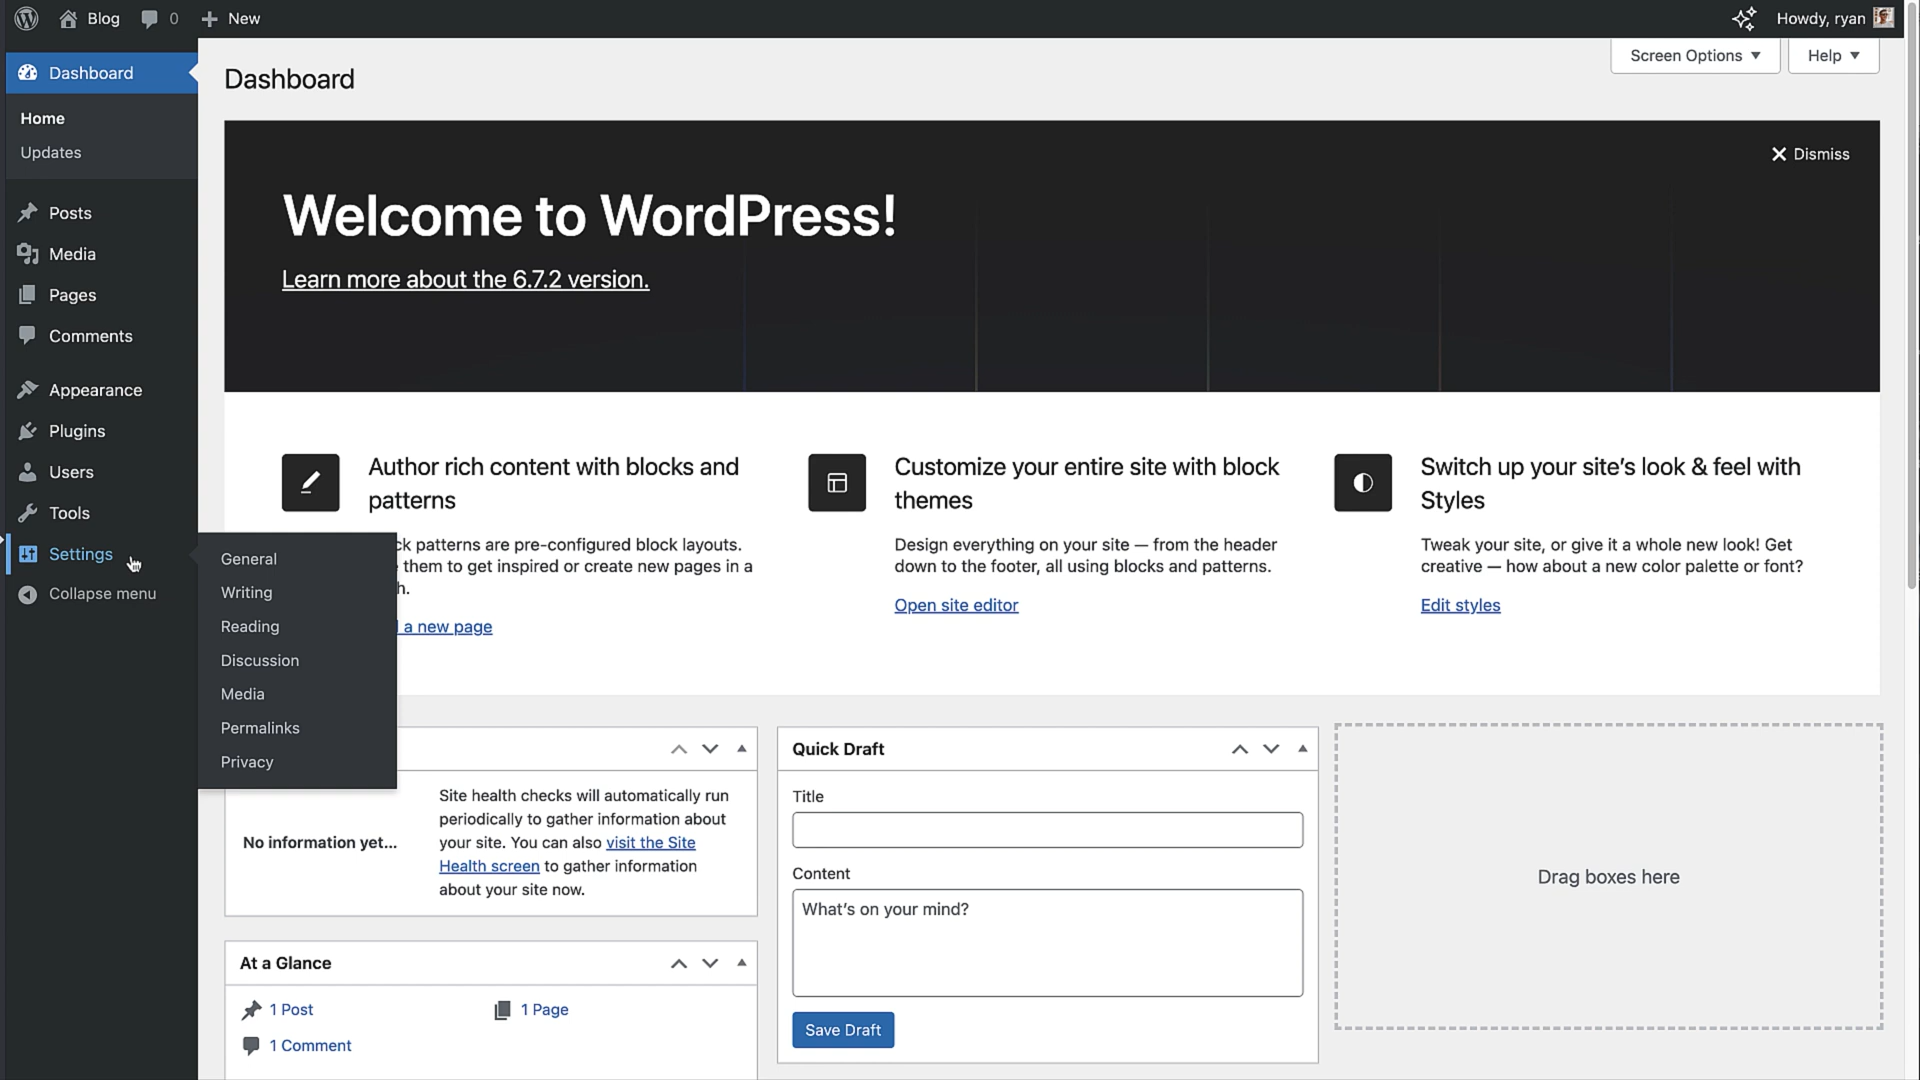 Blog
0
New
Howdy, ryan
Dashboard
Home
Updates
Posts
Media
Pages
Comments
Appearance
Plugins
Users
Tools
Settings
Collapse menu
General
Writing
Reading
Discussion
Media
Permalinks
Privacy
Screen Options
Help
Dashboard
Dismiss
Welcome to WordPress!
Learn more about the 6.7.2 version.
Author rich content with blocks and
patterns
ck patterns are pre-configured block layouts.
them to get inspired or create new pages in a
h.
a new page
Customize your entire site with block
themes
Design everything on your site — from the header
down to the footer, all using blocks and patterns.
Open site editor
Switch up your site’s look & feel with
Styles
Tweak your site, or give it a whole new look! Get
creative — how about a new color palette or font?
Edit styles
No information yet...
Site health checks will automatically run
periodically to gather information about
your site. You can also visit the Site
Health screen to gather information
about your site now.
At a Glance
1 Post
1 Page
1 Comment
Quick Draft
Title
Content
What’s on your mind?
Save Draft
Drag boxes here